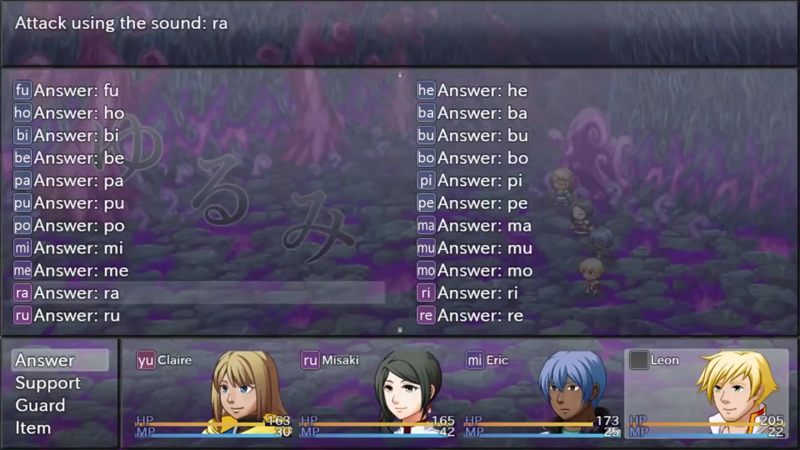 Attack using the sound: ra
fu Answer: fu
he Answer: he
ho Answer: ho
ba Answer: ba
bi Answer: bi
bu Answer: bu
be Answer: be
bo Answer: bo
pa Answer: pa
pi Answer: pi
pu Answer: pu
pe Answer: pe
po Answer: po
ma Answer: ma
mi Answer: mi
mu Answer: mu
me Answer: me
mo Answer: mo
ra Answer: ra
ri Answer: ri
ru Answer: ru
re Answer: re
ゆるみ
Answer
Support
Guard
Item
yu Claire
HP 163
MP 30
ru Misaki
HP 165
MP 42
mi Eric
HP 173
MP 25
Leon
HP 205
MP 22